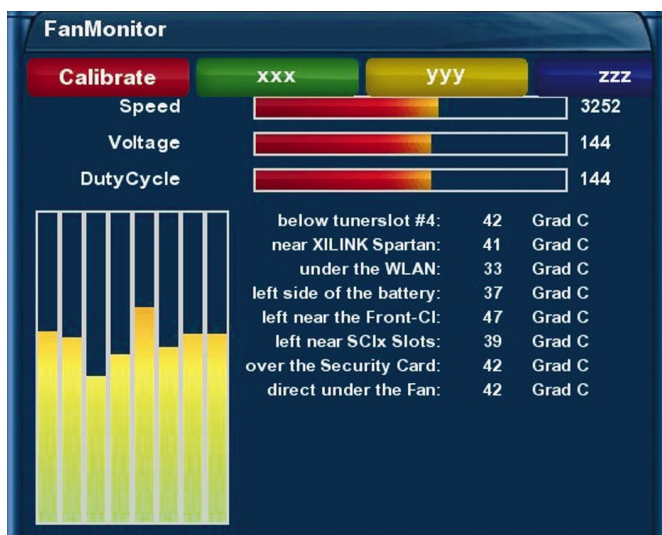 FanMonitor
Calibrate xxx yyy zzz
Speed 3252
Voltage 144
DutyCycle 144
below tunerslot #4: 42 Grad C
near XILINK Spartan: 41 Grad C
under the WLAN: 33 Grad C
left side of the battery: 37 Grad C
left near the Front-CI: 47 Grad C
left near SCIx Slots: 39 Grad C
over the Security Card: 42 Grad C
direct under the Fan: 42 Grad C